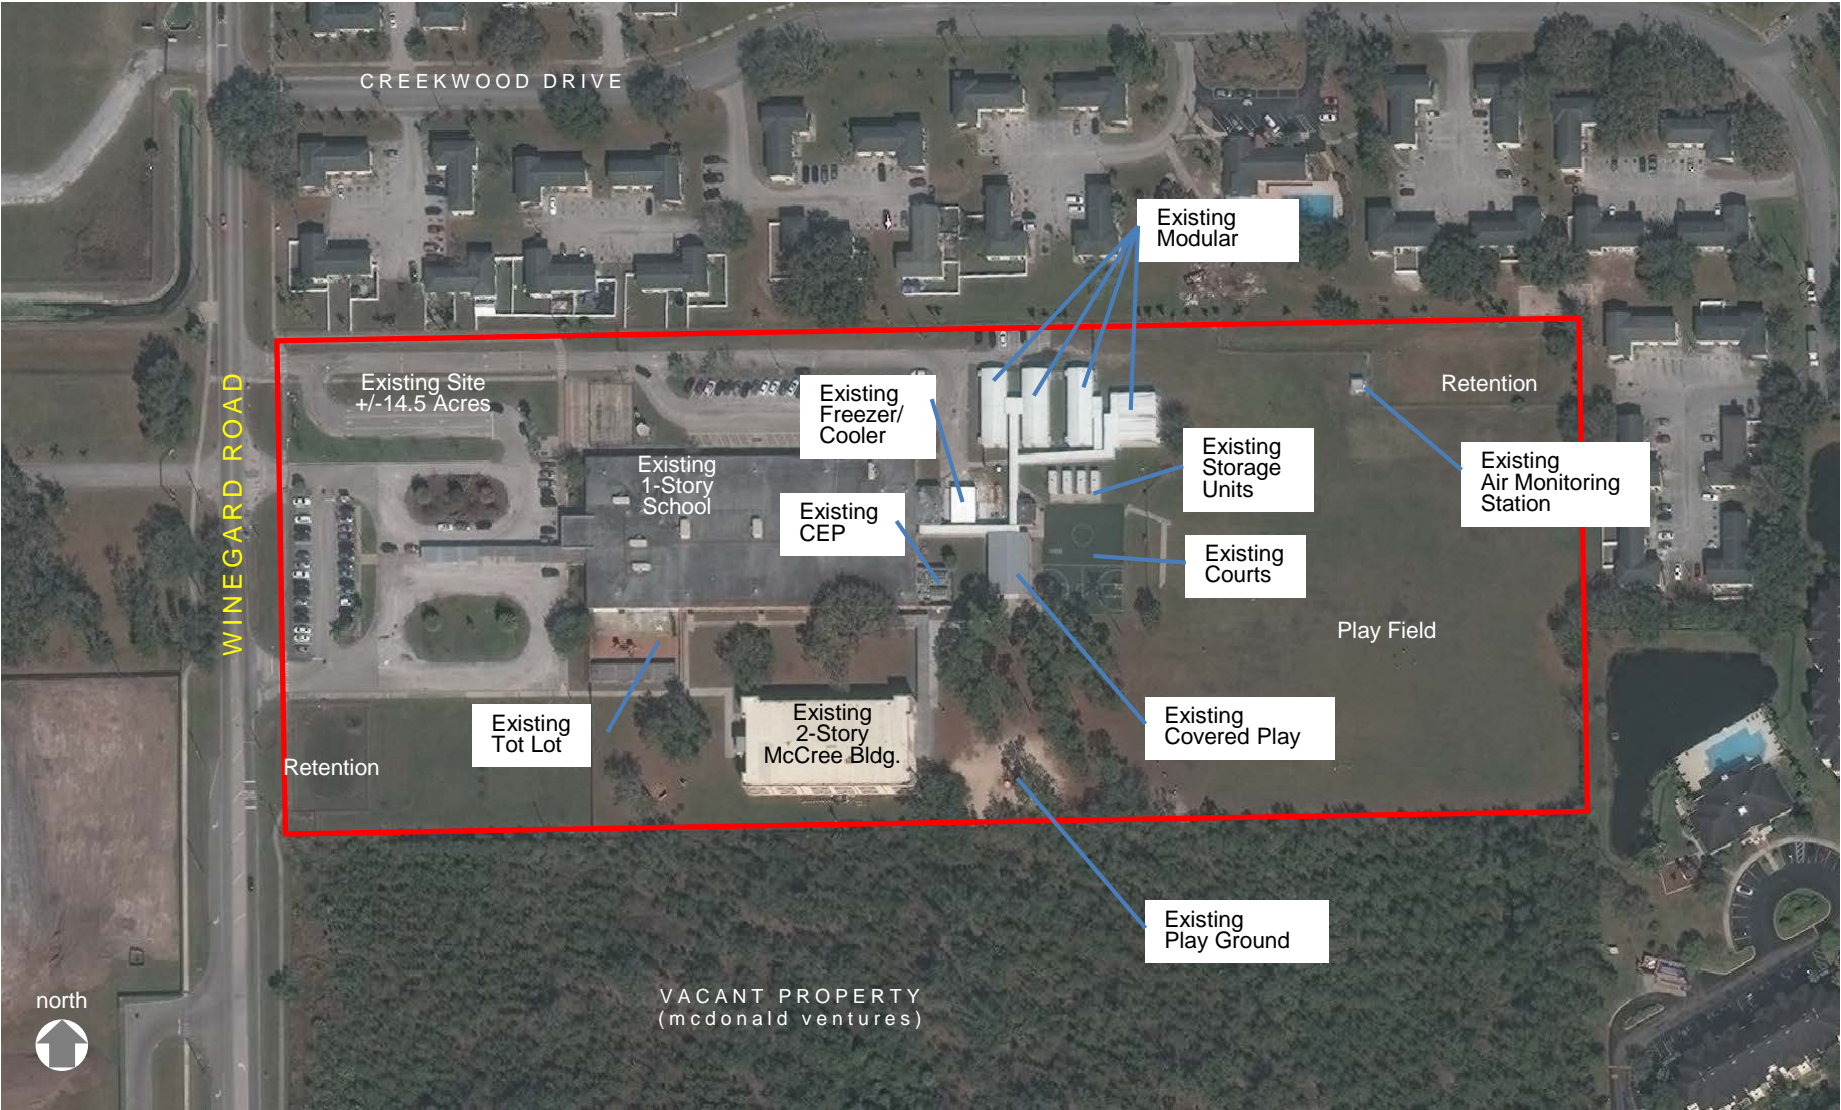 CREEKWOOD DRIVE
Existing
Modular
Existing Site
+/-14.5 Acres
Existing
Freezer/
Cooler
Retention
WINEGARD ROAD
Existing
1-Story
School
Existing
Storage
Units
Existing
Air Monitoring
Station
Existing
CEP
Existing
Courts
Play Field
Existing
Tot Lot
Existing
2-Story
McCree Bldg.
Existing
Covered Play
Retention
Existing
Play Ground
VACANT PROPERTY
(mcdonald ventures)
north